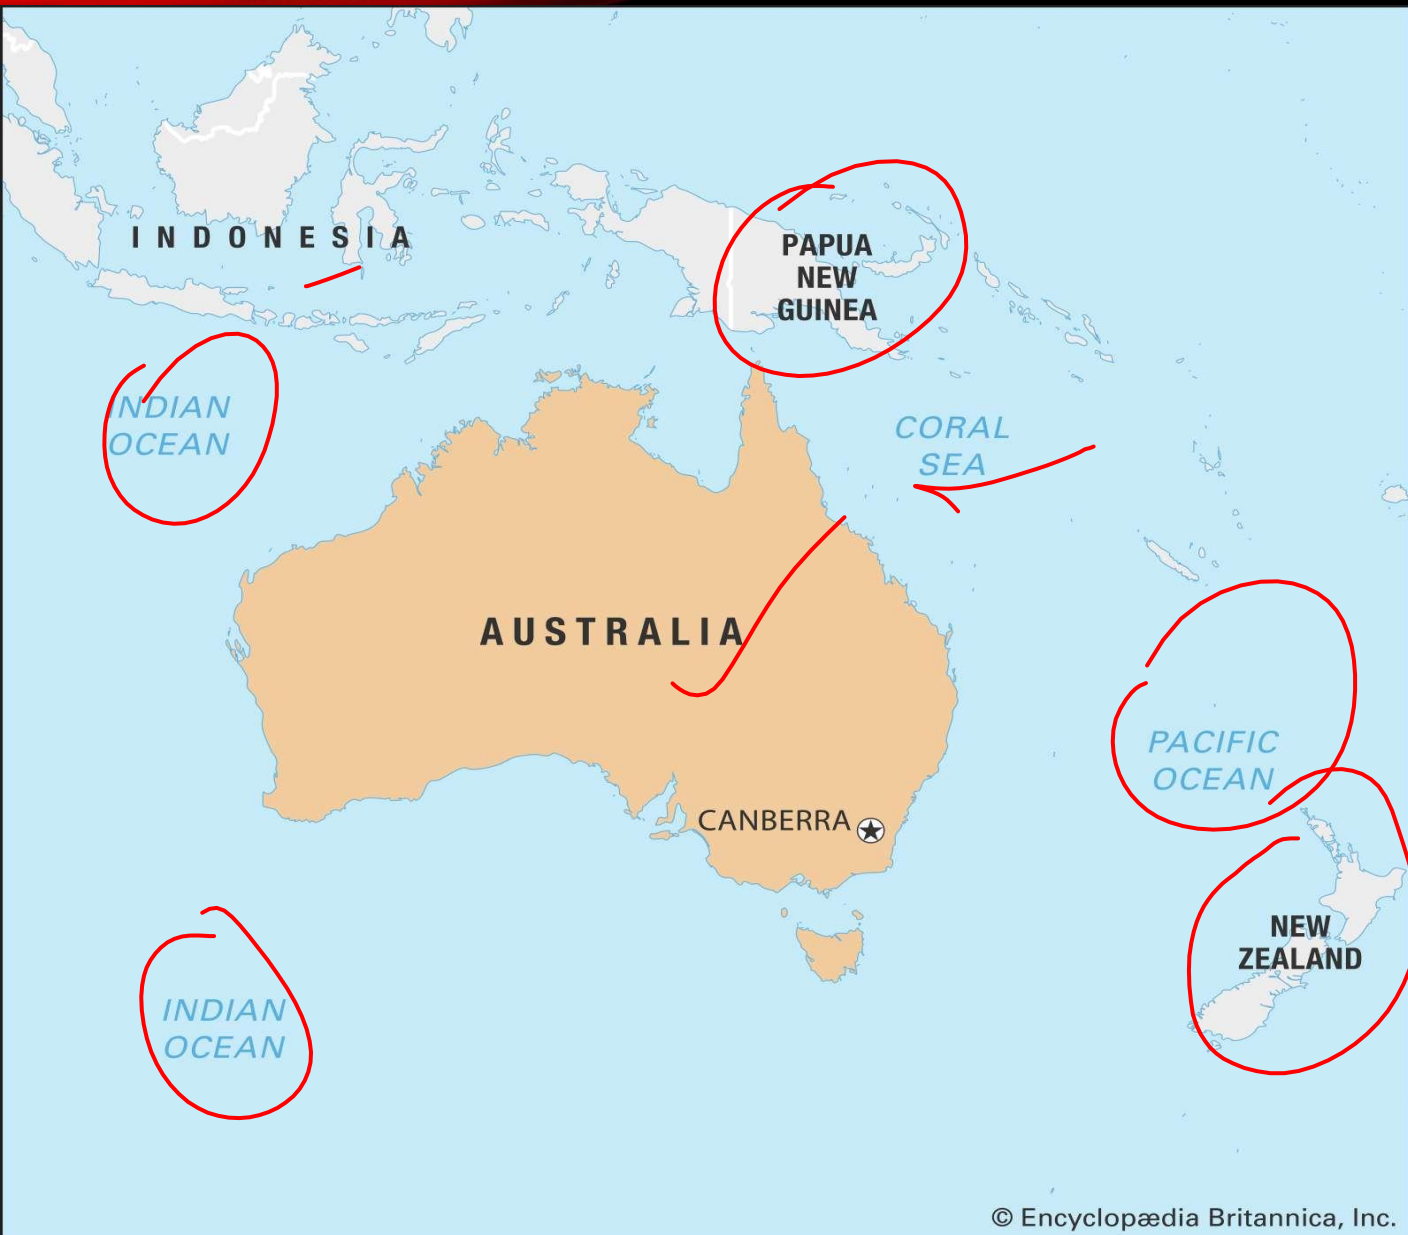 INDONESIA
PAPUA
NEW
GUINEA
INDIAN
OCEAN
CORAL
SEA
AUSTRALIA
PACIFIC
OCEAN
CANBERRA
NEW
ZEALAND
INDIAN
OCEAN
© Encyclopædia Britannica, Inc.